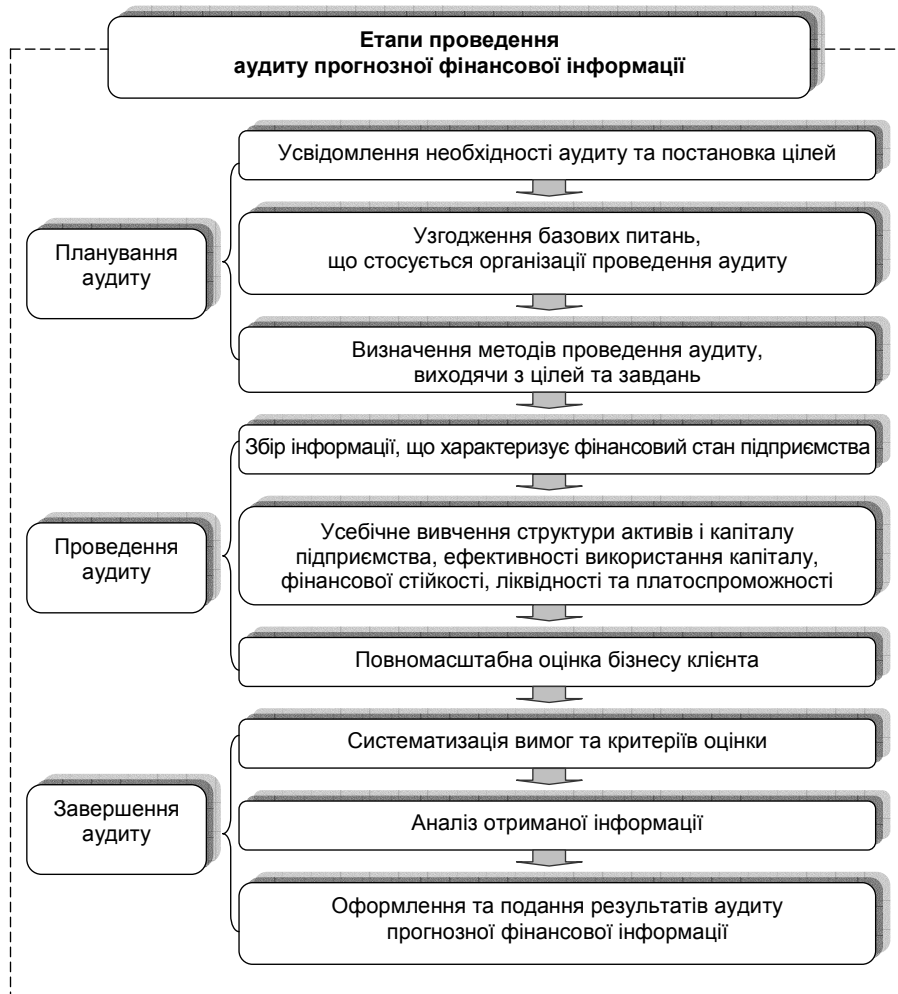 Етапи проведення
аудиту прогнозної фінансової інформації
Усвідомлення необхідності аудиту та постановка цілей
Планування
аудиту
Узгодження базових питань,
що стосується організації проведення аудиту
Визначення методів проведення аудиту,
виходячи з цілей та завдань
Збір інформації, що характеризує фінансовий стан підприємства
Проведення
аудиту
Усебічне вивчення структури активів і капіталу
підприємства, ефективності використання капіталу,
фінансової стійкості, ліквідності та платоспроможності
Повномасштабна оцінка бізнесу клієнта
Систематизація вимог та критеріїв оцінки
Завершення
аудиту
Аналіз отриманої інформації
Оформлення та подання результатів аудиту
прогнозної фінансової інформації